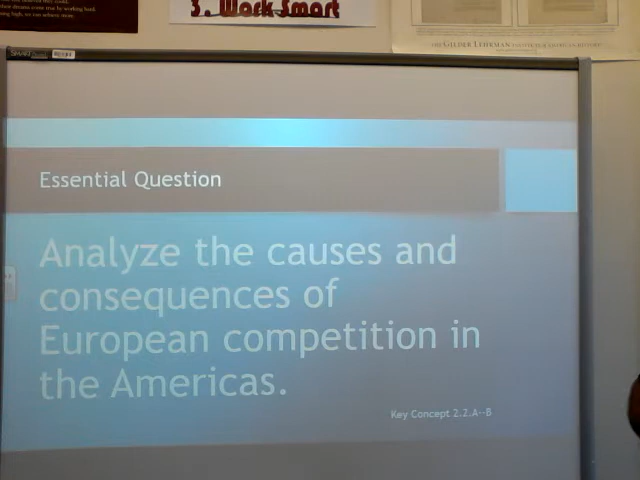 3. Work Smart
THE GILDER LEHRMAN INSTITUTE OF AMERICAN HISTORY
Essential Question
Analyze the causes and
consequences of
European competition in
the Americas.
Key Concept 2.2.A--B